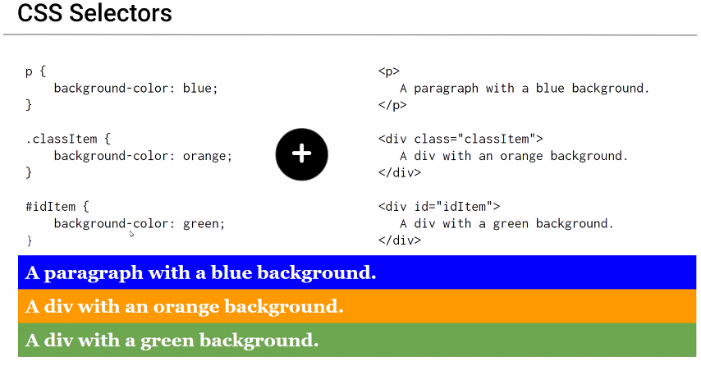 CSS Selectors
p {
    background-color: blue;
}
.classItem {
    background-color: orange;
}
#idItem {
    background-color: green;
}
+
<p>
   A paragraph with a blue background.
</p>
<div class="classItem">
   A div with an orange background.
</div>
<div id="idItem">
   A div with a green background.
</div>
A paragraph with a blue background.
A div with an orange background.
A div with a green background.